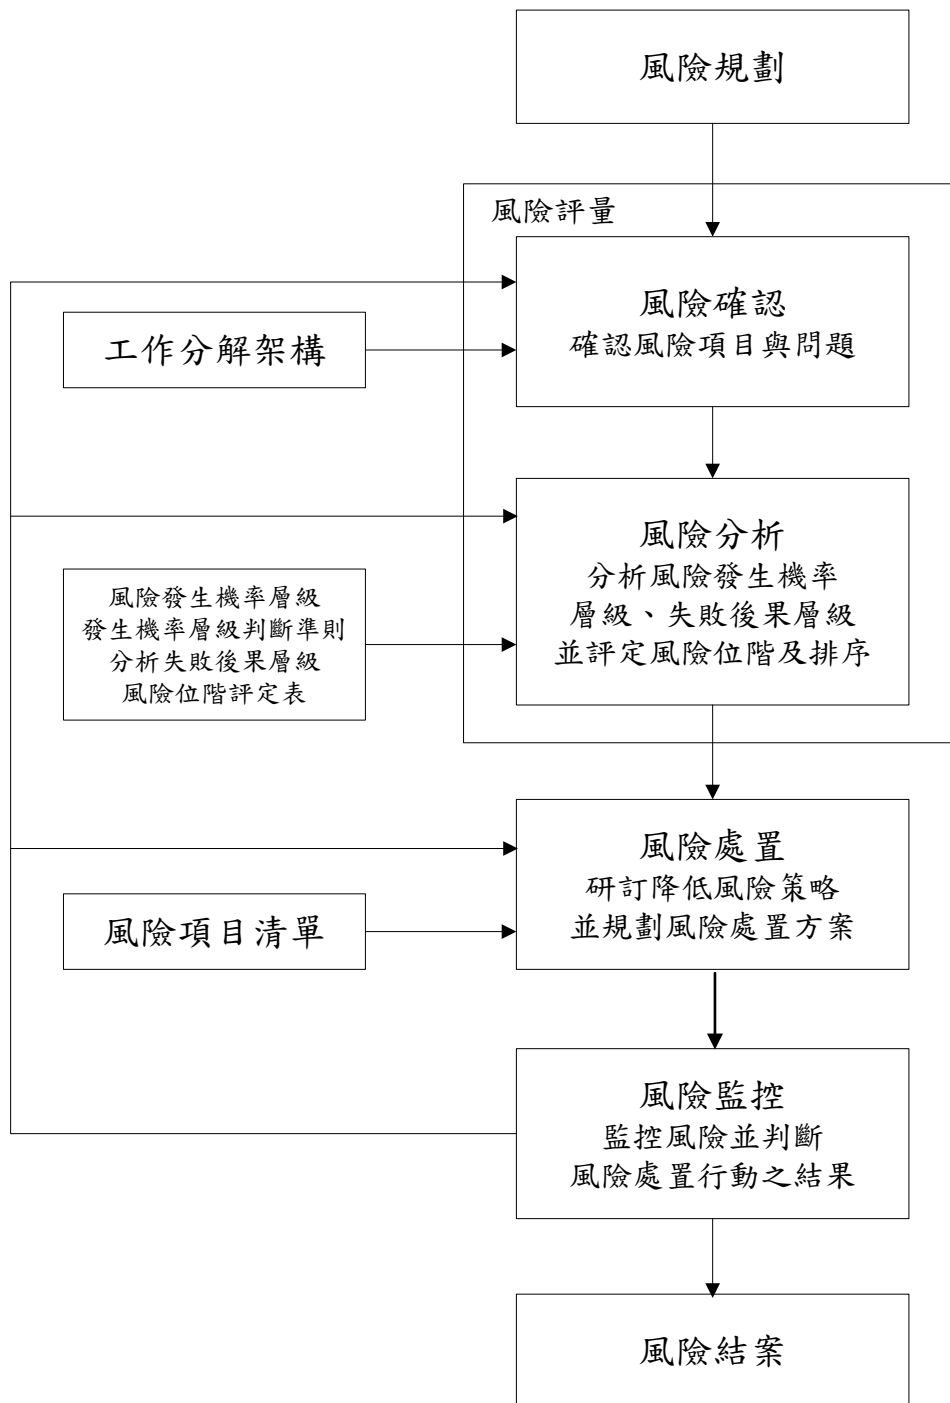 風險規劃
風險評量
風險確認
確認風險項目與問題
工作分解架構
風險分析
分析風險發生機率
層級、失敗後果層級
並評定風險位階及排序
風險發生機率層級
發生機率層級判斷準則
分析失敗後果層級
風險位階評定表
風險處置
研訂降低風險策略
並規劃風險處置方案
風險項目清單
風險監控
監控風險並判斷
風險處置行動之結果
風險結案